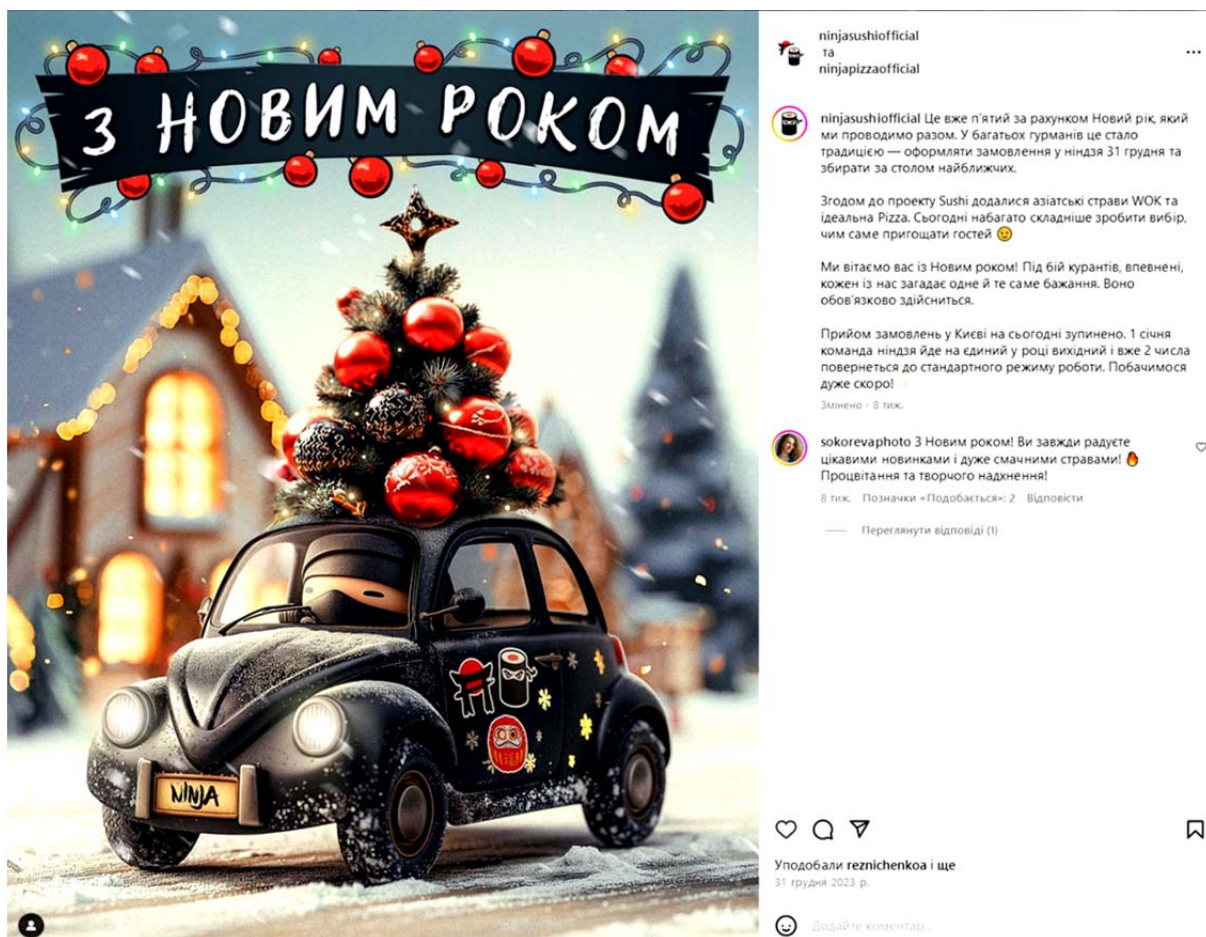 З НОВИМ РОКОМ
NINJA
ninjasushiofficial
та
ninjapizzaofficial
ninjasushiofficial Це вже п'ятий за рахунком Новий рік, який
ми проводимо разом. У багатьох гурманів це стало
традицією — оформляти замовлення у ніндзя 31 грудня та
збирати за столом найближчих.
Згодом до проекту Sushi додалися азіатські страви WOK та
ідеальна Pizza. Сьогодні набагато складніше зробити вибір,
чим саме пригощати гостей 😉
Ми вітаємо вас із Новим роком! Під бій курантів, впевнені,
кожен із нас загадає одне й те саме бажання. Воно
обов'язково здійсниться.
Прийом замовлень у Києві на сьогодні зупинено. 1 січня
команда ніндзя йде на єдиний у році вихідний і вже 2 числа
повернеться до стандартного режиму роботи. Побачимося
дуже скоро!
Змінено · 8 тиж.
sokorevaphoto З Новим роком! Ви завжди радуєте
цікавими новинками і дуже смачними стравами! 🔥
Процвітання та творчого надхнення!
8 тиж. Позначки «Подобається»: 2 Відповісти
Переглянути відповіді (1)
Уподобали reznichenkoa і ще
31 грудня 2023 р.
Додайте коментар...